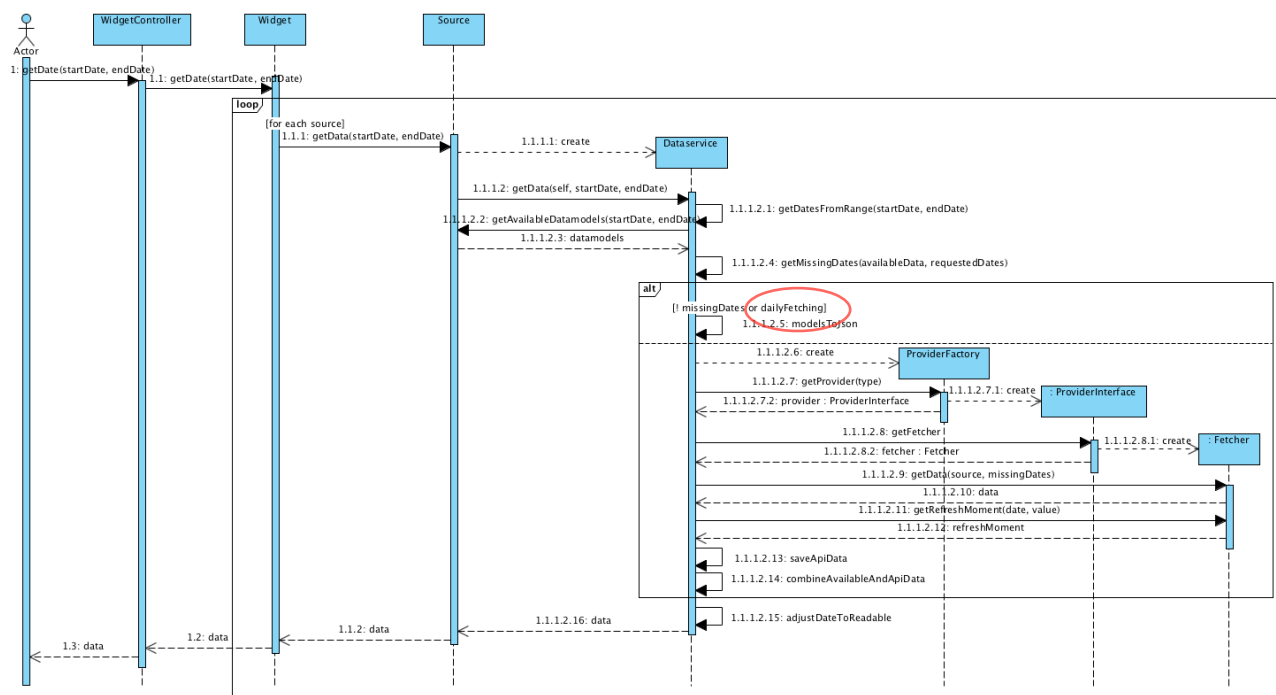 WidgetController
Widget
Source
Actor
1: getDate(startDate, endDate)
1.1: getDate(startDate, endDate)
loop
[for each source]
1.1.1: getData(startDate, endDate)
1.1.1.1: create
Dataservice
1.1.1.2: getData(self, startDate, endDate)
1.1.1.2.1: getDatesFromRange(startDate, endDate)
1.1.1.2.2: getAvailableDatamodels(startDate, endDate)
1.1.1.2.3: datamodels
1.1.1.2.4: getMissingDates(availableData, requestedDates)
alt
[! missingDates or dailyFetching]
1.1.1.2.5: modelsToJson
1.1.1.2.6: create
ProviderFactory
1.1.1.2.7: getProvider(type)
1.1.1.2.7.1: create
: ProviderInterface
1.1.1.2.7.2: provider : ProviderInterface
1.1.1.2.8: getFetcher
1.1.1.2.8.1: create
: Fetcher
1.1.1.2.8.2: fetcher : Fetcher
1.1.1.2.9: getData(source, missingDates)
1.1.1.2.10: data
1.1.1.2.11: getRefreshMoment(date, value)
1.1.1.2.12: refreshMoment
1.1.1.2.13: saveApiData
1.1.1.2.14: combineAvailableAndApiData
1.1.1.2.15: adjustDateToReadable
1.1.1.2.16: data
1.1.2: data
1.2: data
1.3: data